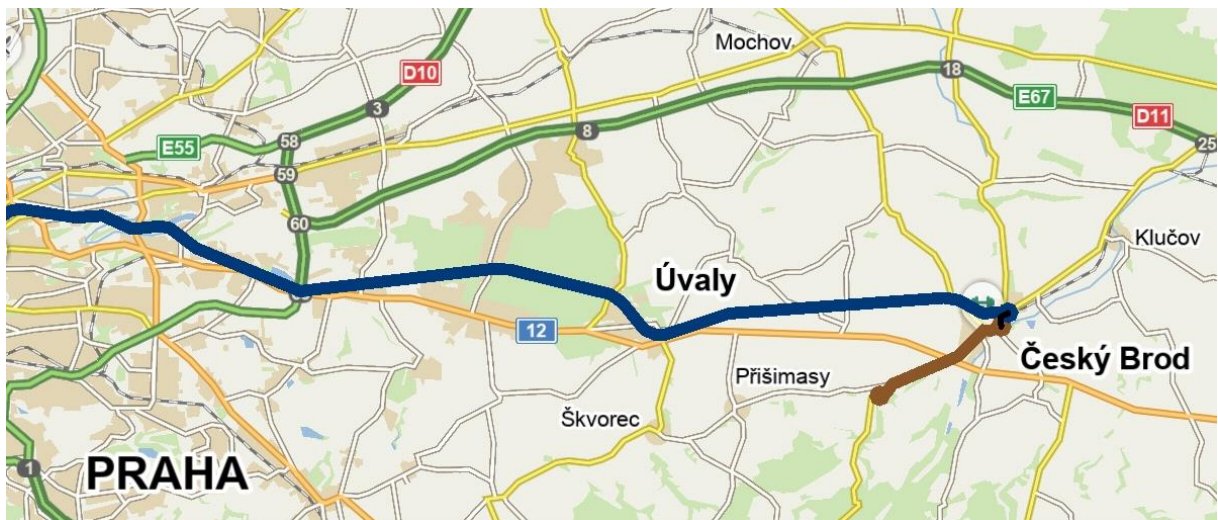 Mochov
D10
18
3
E67
8
D11
E55
58
25
59
60
Klučov
Úvaly
12
Český Brod
Přišimasy
Škvorec
PRAHA
1